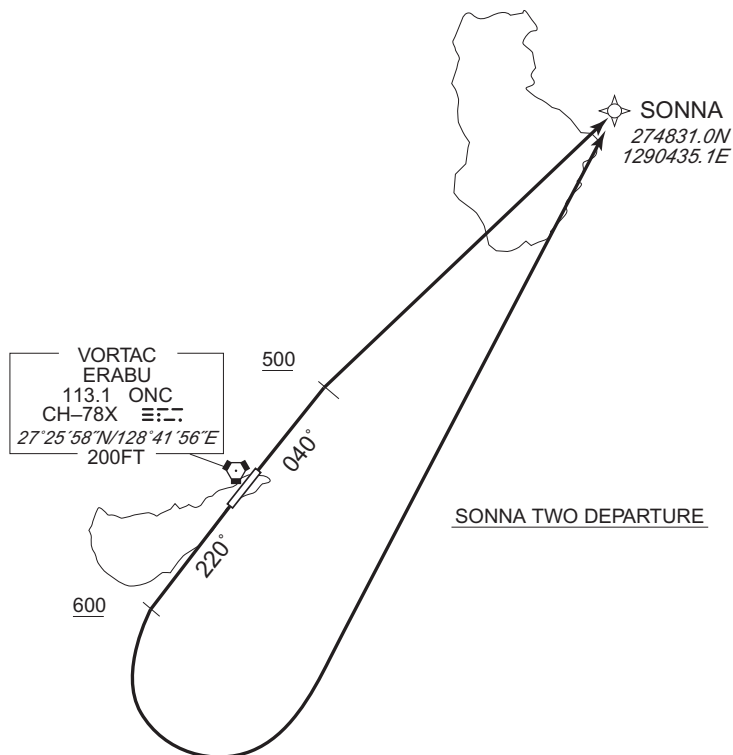 SONNA
274831.0N
1290435.1E
500
VORTAC
ERABU
113.1 ONC
CH–78X
27°25´58˝N/128°41´56˝E
200FT
040°
SONNA TWO DEPARTURE
220°
600